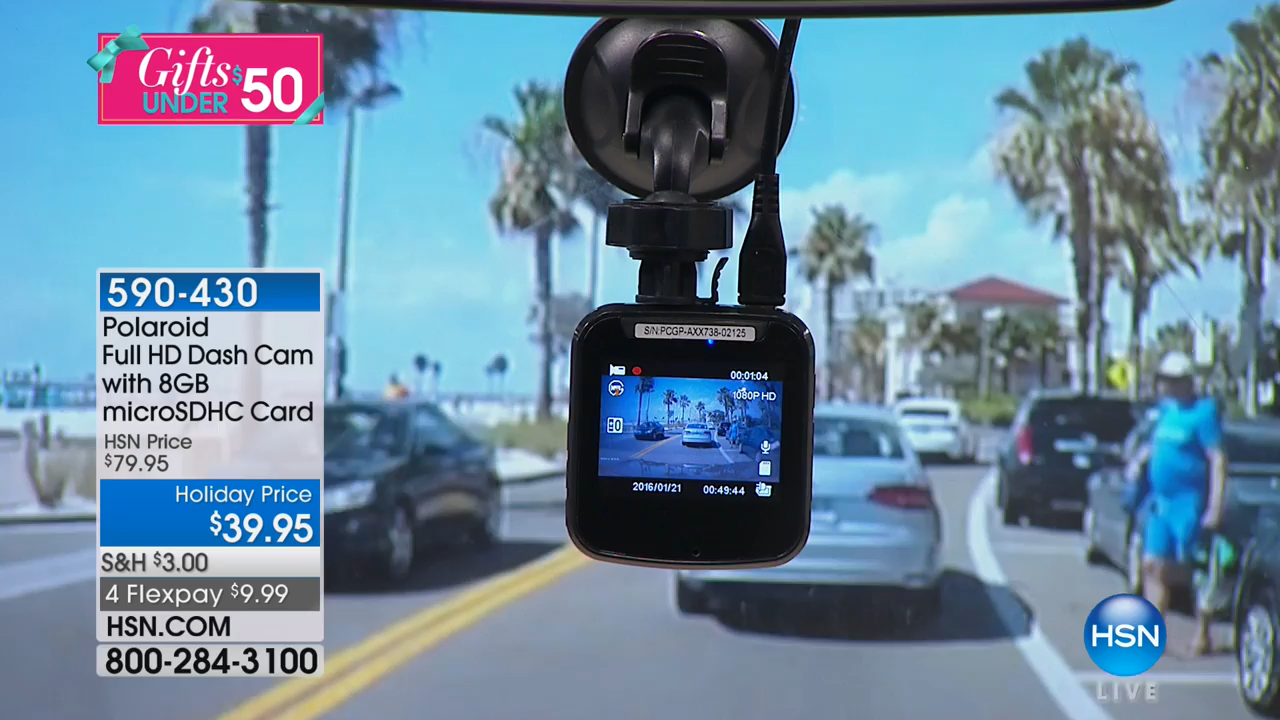 Gifts
UNDER $50
590-430
Polaroid
Full HD Dash Cam
with 8GB
microSDHC Card
HSN Price
$79.95
Holiday Price
$39.95
S&H $3.00
4 Flexpay $9.99
HSN.COM
800-284-3100
S/N:PCGP-AXX738-02125
00:01:04
1080P HD
2016/01/21 00:49:44
HSN
LIVE